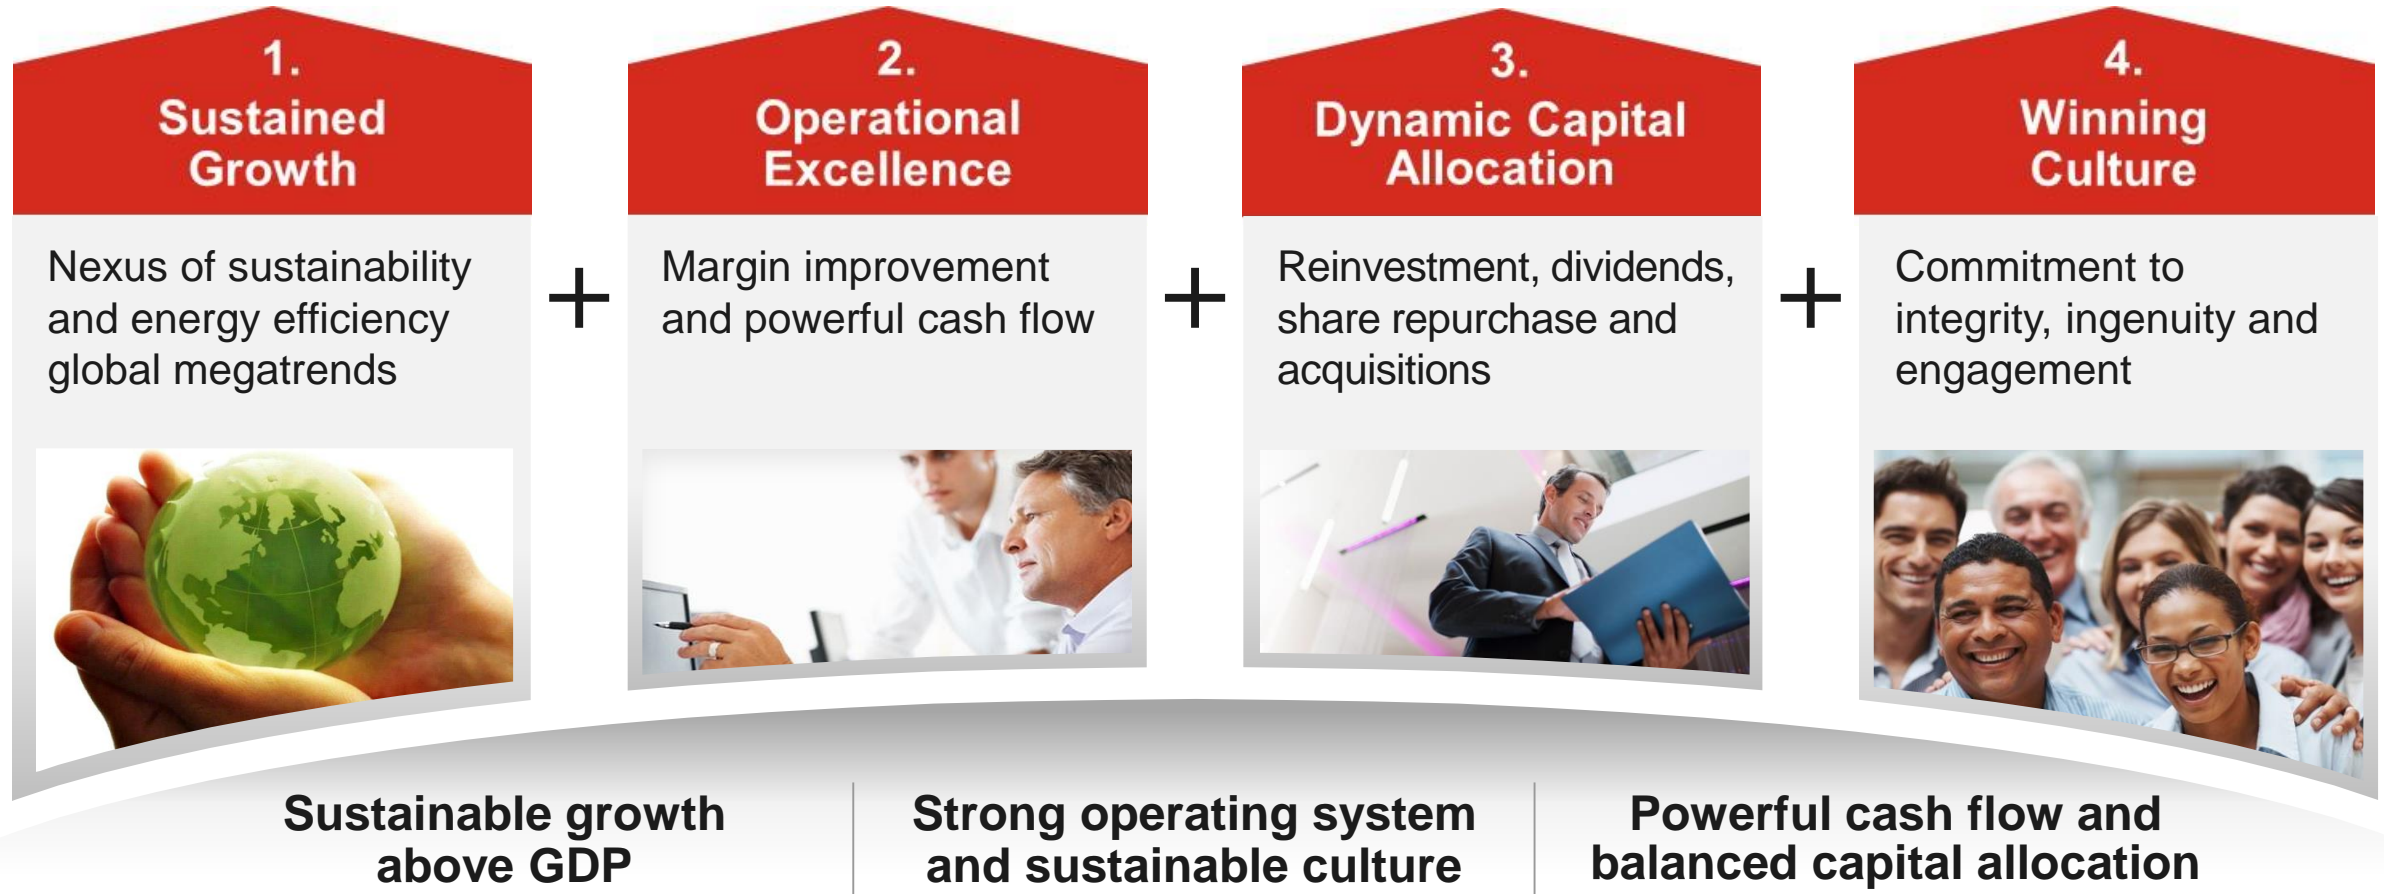 1.
Sustained
Growth
Nexus of sustainability
and energy efficiency
global megatrends
+
2.
Operational
Excellence
Margin improvement
and powerful cash flow
+
3.
Dynamic Capital
Allocation
Reinvestment, dividends,
share repurchase and
acquisitions
+
4.
Winning
Culture
Commitment to
integrity, ingenuity and
engagement
Sustainable growth
above GDP
Strong operating system
and sustainable culture
Powerful cash flow and
balanced capital allocation